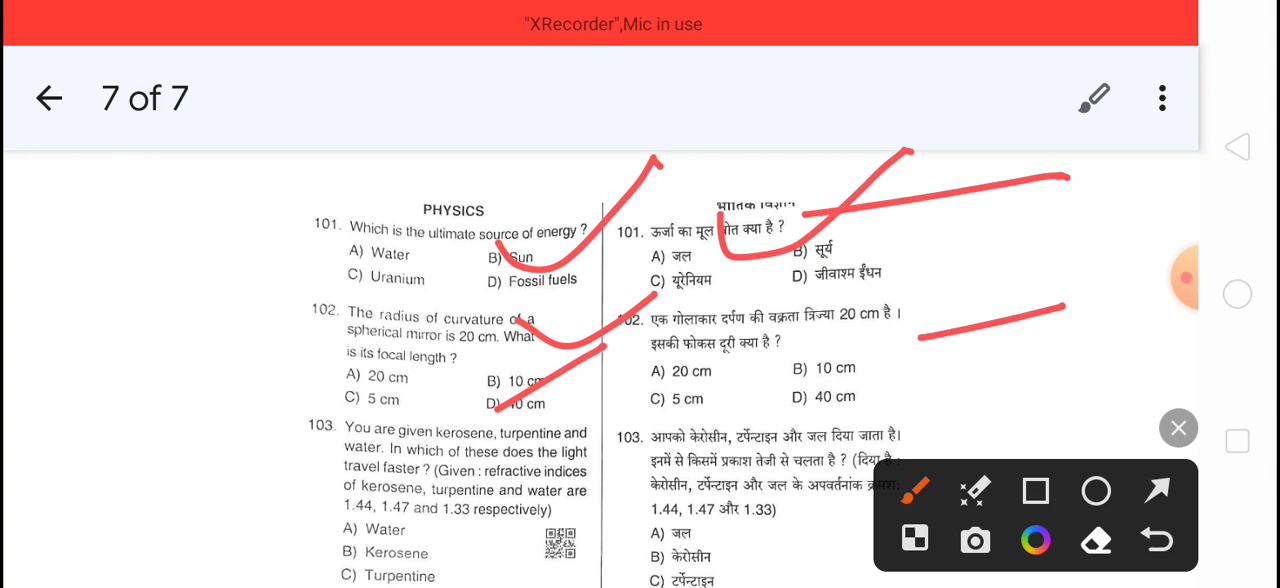 "XRecorder",Mic in use
7 of 7
PHYSICS
101. Which is the ultimate source of energy ?
A) Water
B) Sun
C) Uranium
D) Fossil fuels
102. The radius of curvature of a
spherical mirror is 20 cm. What
is its focal length ?
A) 20 cm
B) 10 cm
C) 5 cm
D) 40 cm
103. You are given kerosene, turpentine and
water. In which of these does the light
travel faster ? (Given : refractive indices
of kerosene, turpentine and water are
1.44, 1.47 and 1.33 respectively)
A) Water
B) Kerosene
C) Turpentine
भौतिक विज्ञान
101. ऊर्जा का मूल स्रोत क्या है ?
A) जल
B) सूर्य
C) यूरेनियम
D) जीवाश्म ईंधन
102. एक गोलाकार दर्पण की वक्रता त्रिज्या 20 cm है ।
इसकी फोकस दूरी क्या है ?
A) 20 cm
B) 10 cm
C) 5 cm
D) 40 cm
103. आपको केरोसीन, टर्पेन्टाइन और जल दिया जाता है।
इनमें से किसमें प्रकाश तेजी से चलता है ? (दिया है :
केरोसीन, टर्पेन्टाइन और जल के अपवर्तनांक क्रमशः
1.44, 1.47 और 1.33)
A) जल
B) केरोसीन
C) टर्पेन्टाइन